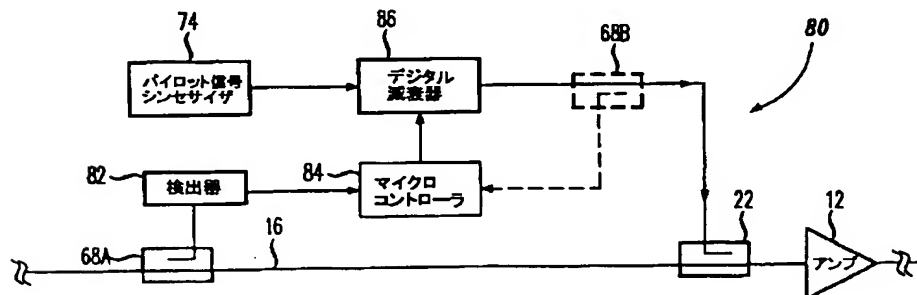 74
86
68B
80
パイロット信号
シンセサイザ
デジタル
減衰器
82
検出器
84
マイクロ
コントローラ
22
12
68A
16
アンプ